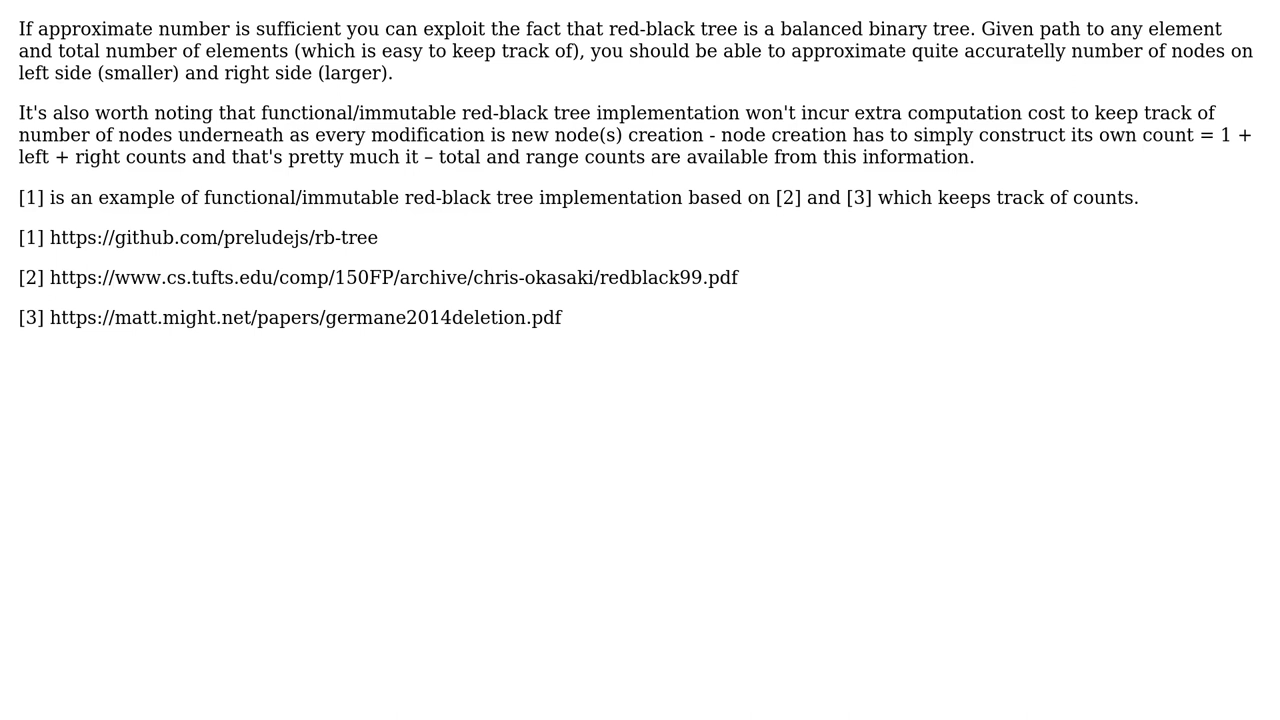 If approximate number is sufficient you can exploit the fact that red-black tree is a balanced binary tree. Given path to any element
and total number of elements (which is easy to keep track of), you should be able to approximate quite accuratelly number of nodes on
left side (smaller) and right side (larger).
It's also worth noting that functional/immutable red-black tree implementation won't incur extra computation cost to keep track of
number of nodes underneath as every modification is new node(s) creation - node creation has to simply construct its own count = 1 +
left + right counts and that's pretty much it – total and range counts are available from this information.
[1] is an example of functional/immutable red-black tree implementation based on [2] and [3] which keeps track of counts.
[1] https://github.com/preludejs/rb-tree
[2] https://www.cs.tufts.edu/comp/150FP/archive/chris-okasaki/redblack99.pdf
[3] https://matt.might.net/papers/germane2014deletion.pdf